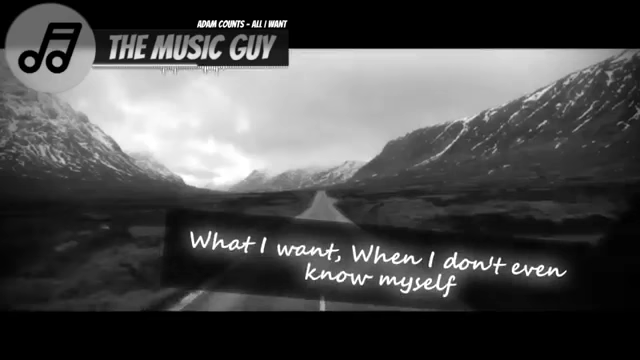 ADAM COUNTS - ALL I WANT
THE MUSIC GUY
What I want, When I don't even
know myself